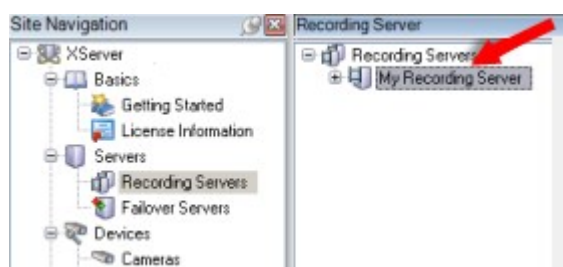 Site Navigation
XServer
Basics
Getting Started
License Information
Servers
Recording Servers
Failover Servers
Devices
Cameras
Recording Server
Recording Servers
My Recording Server